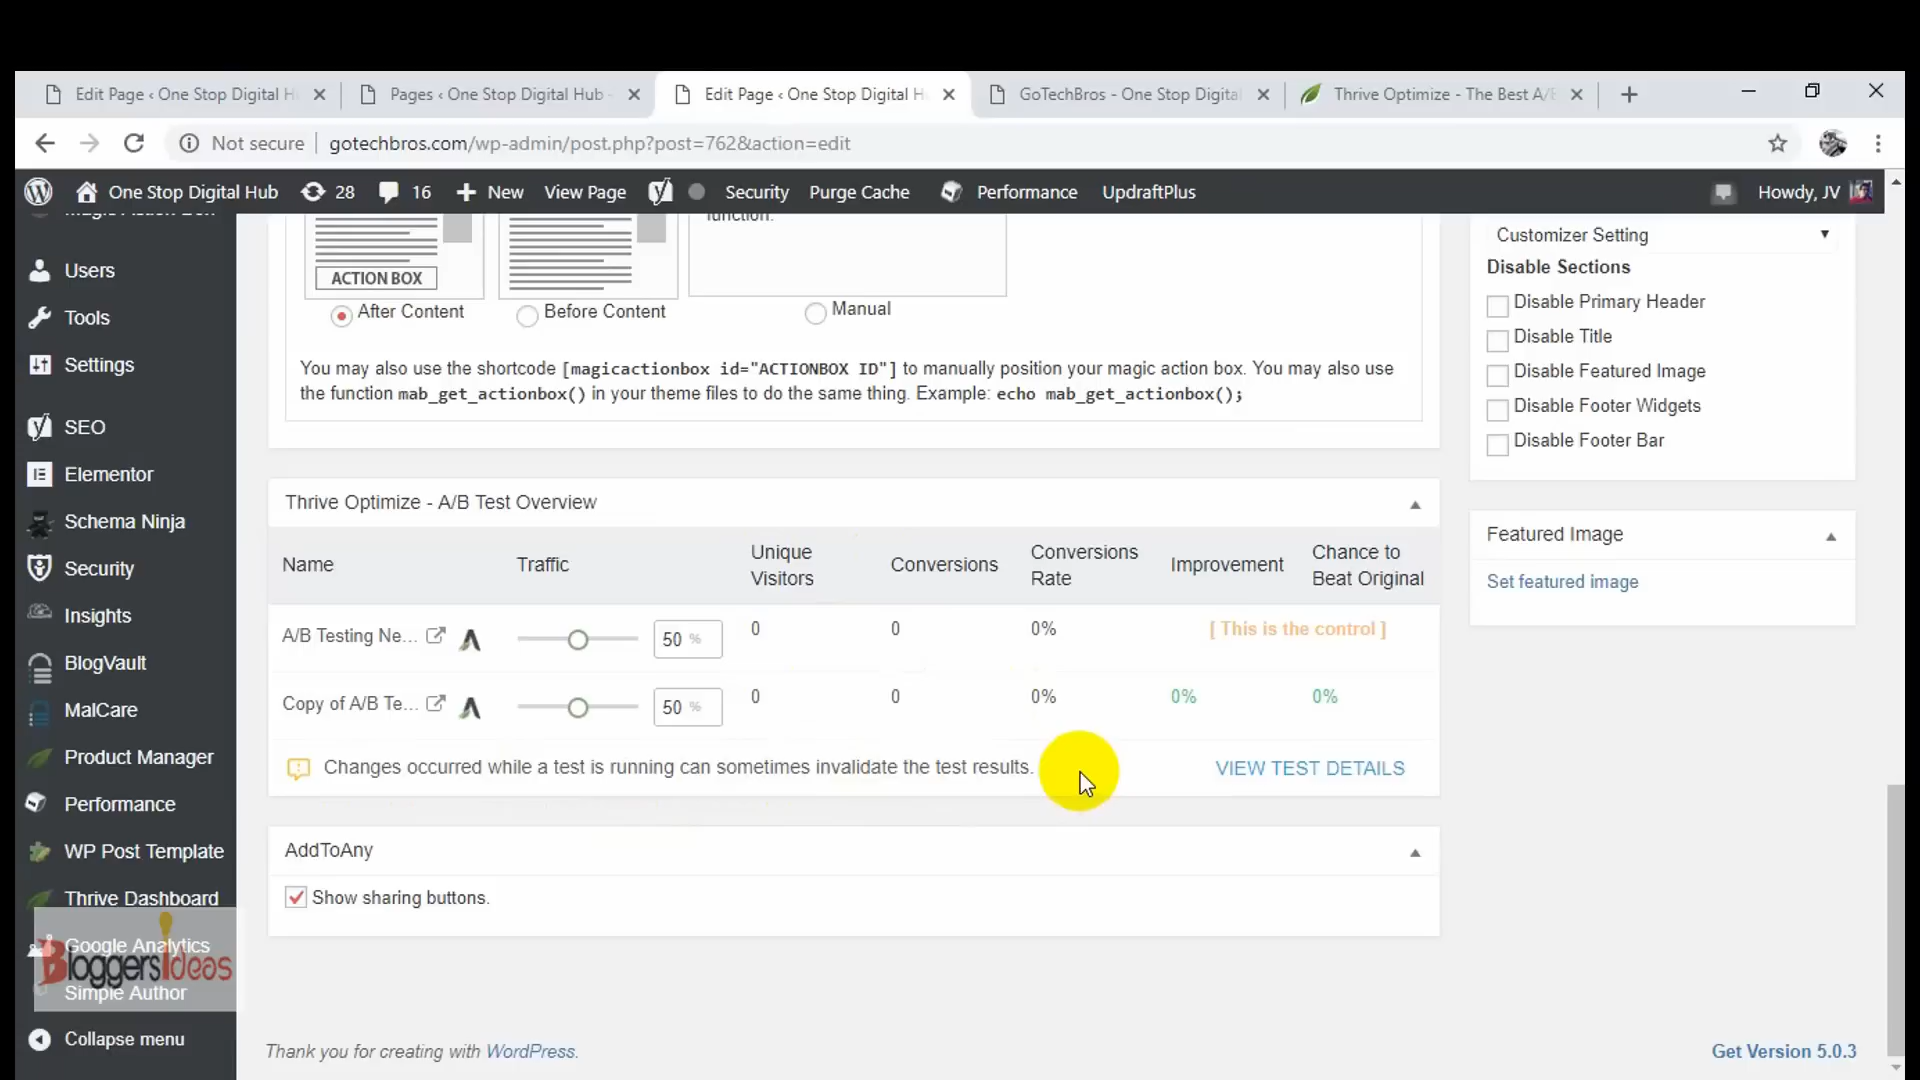 Edit Page ‹ One Stop Digital H
Pages ‹ One Stop Digital Hub -
Edit Page ‹ One Stop Digital H
GoTechBros - One Stop Digital
Thrive Optimize - The Best A/B
Not secure
gotechbros.com/wp-admin/post.php?post=762&action=edit
One Stop Digital Hub
28
16
New
View Page
Security
Purge Cache
Performance
UpdraftPlus
Howdy, JV
Users
Tools
Settings
SEO
Elementor
Schema Ninja
Security
Insights
BlogVault
MalCare
Product Manager
Performance
WP Post Template
Thrive Dashboard
Google Analytics
BloggersIdeas
Simple Author
Collapse menu
function.
ACTION BOX
After Content
Before Content
Manual
You may also use the shortcode [magicactionbox id="ACTIONBOX ID"] to manually position your magic action box. You may also use
the function mab_get_actionbox() in your theme files to do the same thing. Example: echo mab_get_actionbox();
Thrive Optimize - A/B Test Overview
Name Traffic Unique Visitors Conversions Conversions Rate Improvement Chance to Beat Original
A/B Testing Ne... 50 % 0 0 0% [ This is the control ]
Copy of A/B Te... 50 % 0 0 0% 0% 0%
Changes occurred while a test is running can sometimes invalidate the test results.
VIEW TEST DETAILS
AddToAny
Show sharing buttons.
Thank you for creating with WordPress.
Customizer Setting
Disable Sections
Disable Primary Header
Disable Title
Disable Featured Image
Disable Footer Widgets
Disable Footer Bar
Featured Image
Set featured image
Get Version 5.0.3